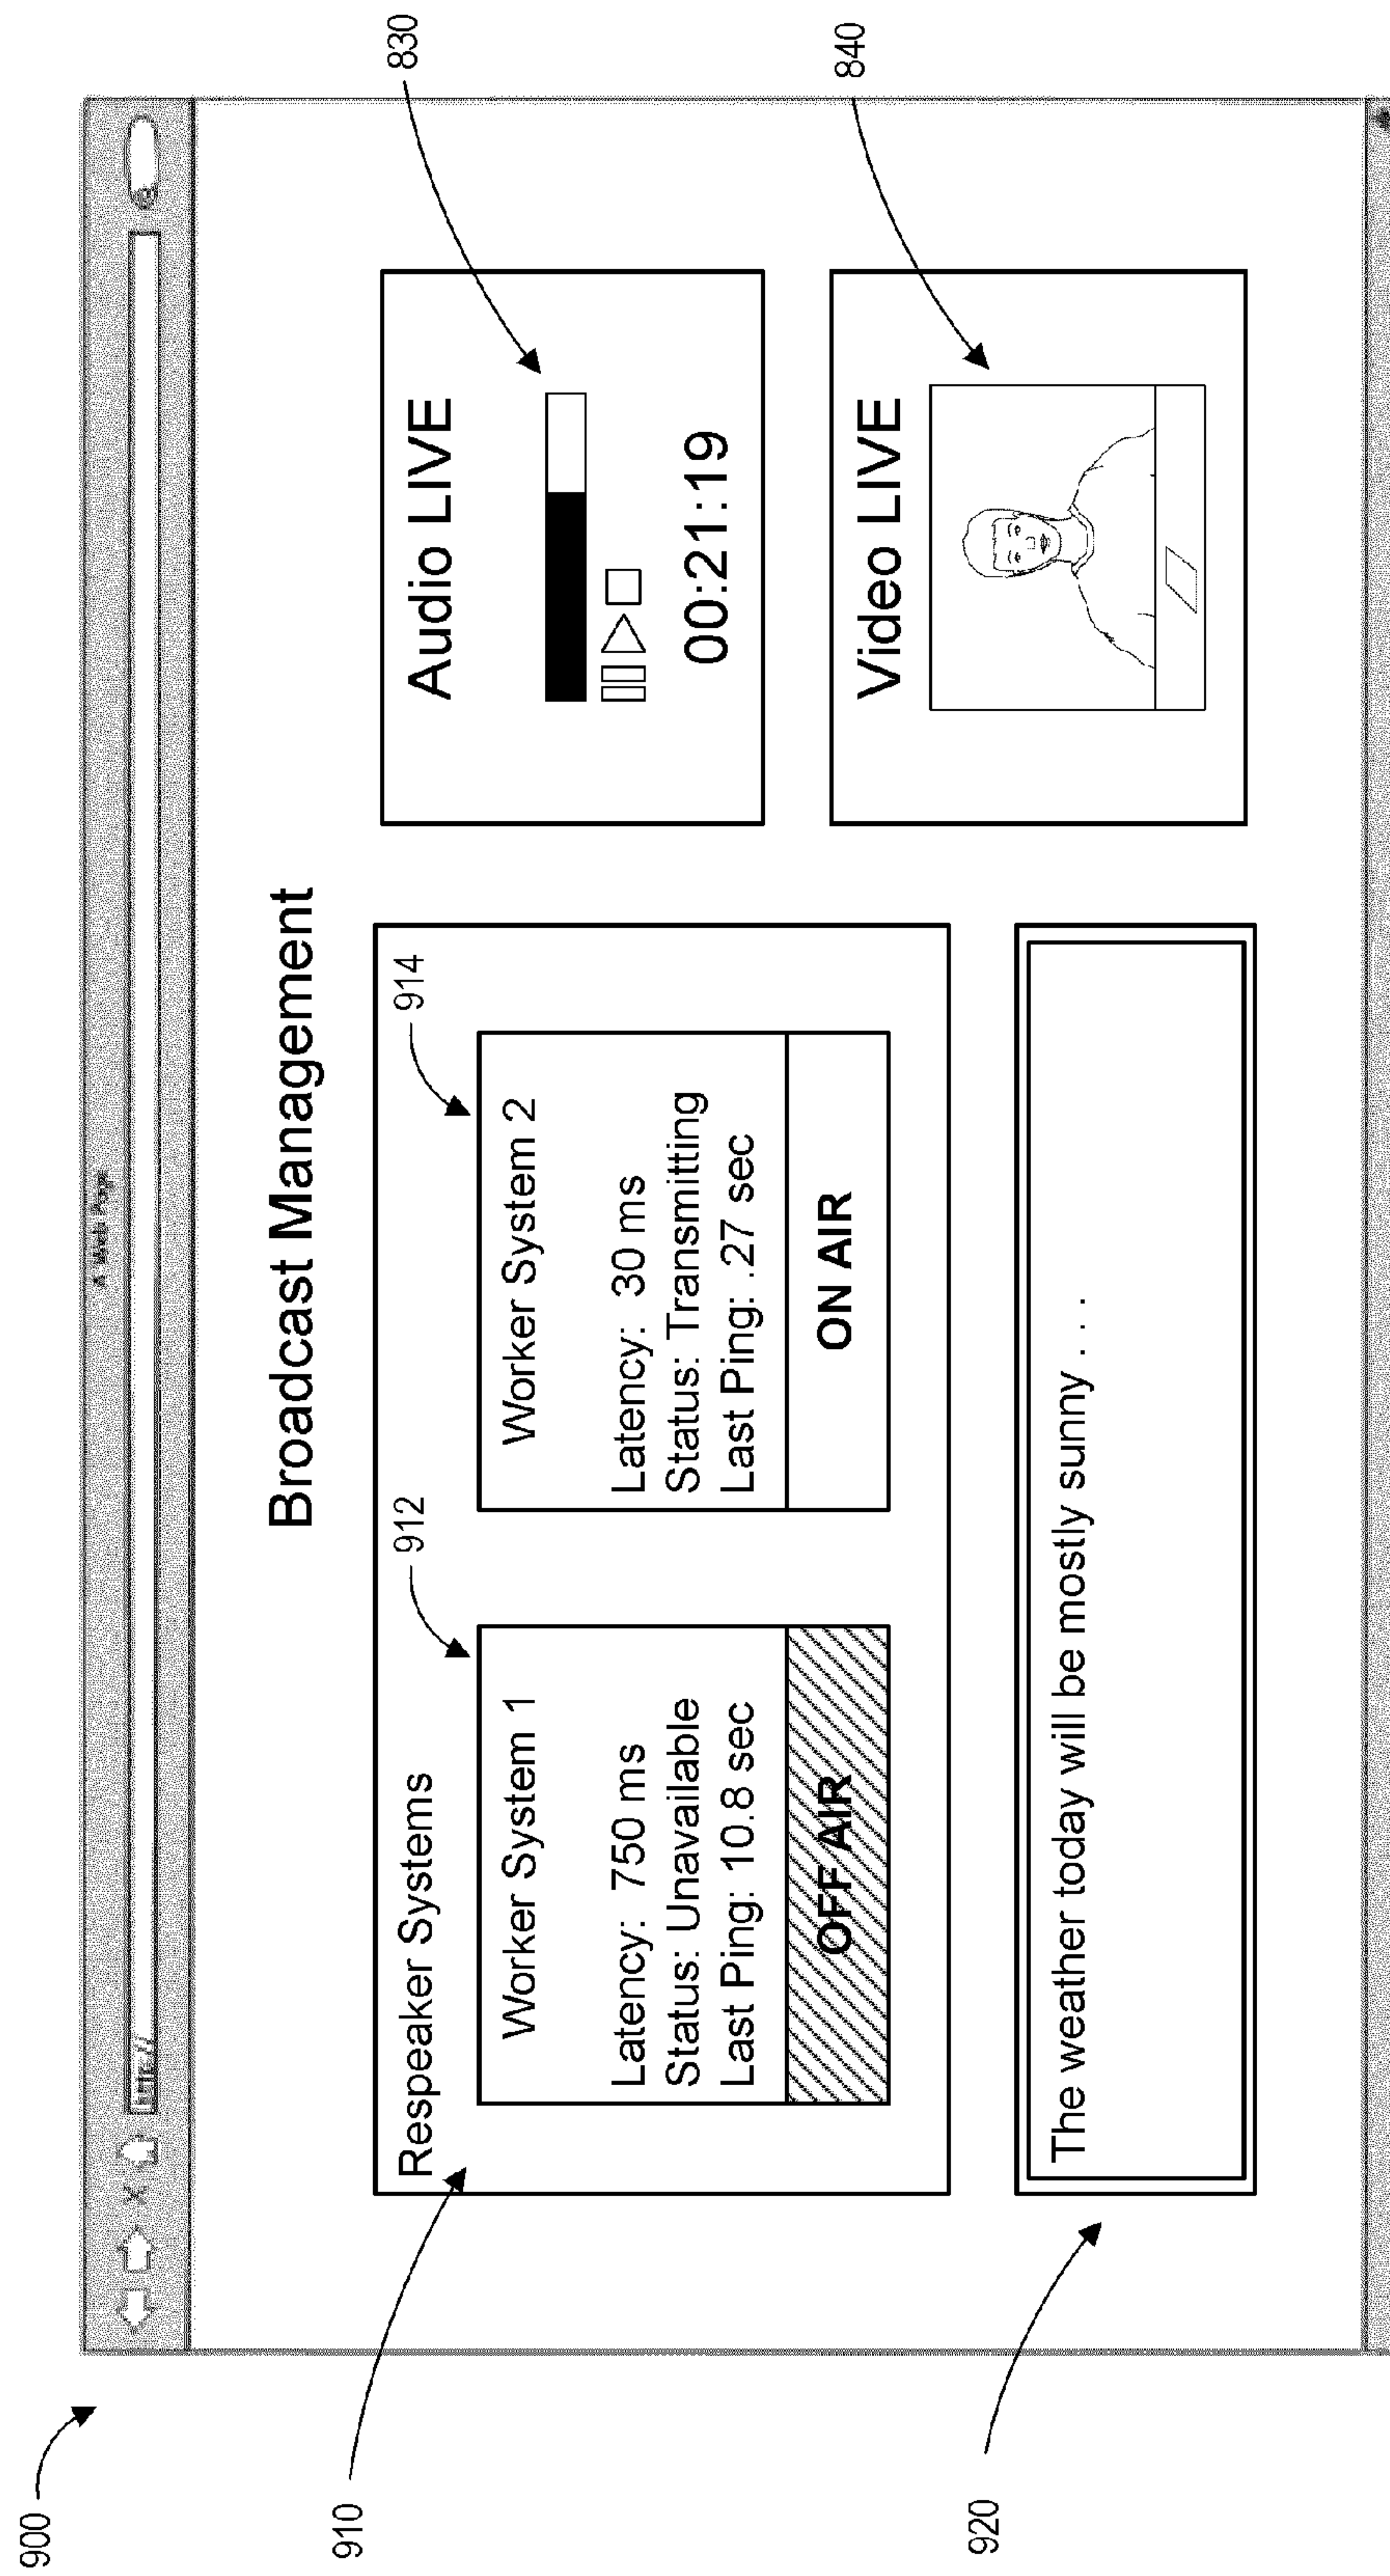 900
A Web Page
http://
Broadcast Management
910
Respeaker Systems
912
Worker System 1
Latency: 750 ms
Status: Unavailable
Last Ping: 10.8 sec
OFF AIR
914
Worker System 2
Latency: 30 ms
Status: Transmitting
Last Ping: .27 sec
ON AIR
830
Audio LIVE
00:21:19
920
The weather today will be mostly sunny . . .
840
Video LIVE